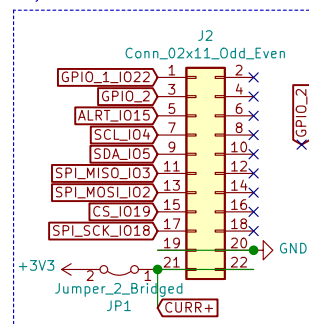 J2
Conn_02x11_Odd_Even
GPIO_1_IO22 1 2
GPIO_2 3 4
ALRT_IO15 5 6
SCL_IO4 7 8
SDA_IO5 9 10
SPI_MISO_IO3 11 12
SPI_MOSI_IO2 13 14
CS_IO19 15 16
SPI_SCK_IO18 17 18
19 20 GND
+3V3 2 1 21 22
Jumper_2_Bridged
JP1
CURR+
GPIO_2